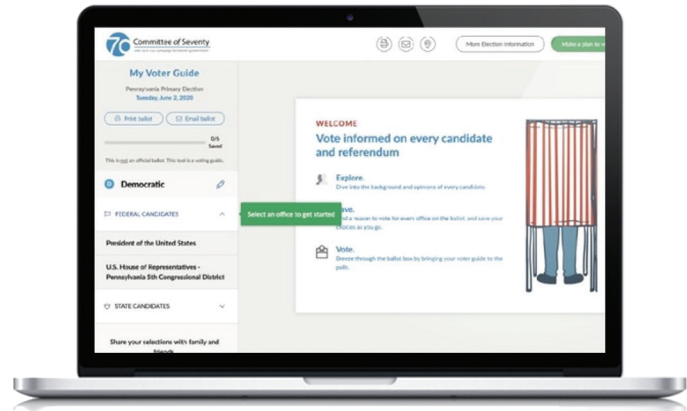 70 Committee of Seventy
More Election Information
Make a plan to v
My Voter Guide
Pennsylvania Primary Election
Tuesday, June 2, 2020
Print ballot
Email ballot
0/5
Saved
This is not an official ballot. This tool is a voting guide.
D Democratic
FEDERAL CANDIDATES
Select an office to get started
President of the United States
U.S. House of Representatives -
Pennsylvania 5th Congressional District
STATE CANDIDATES
Share your selections with family and
friends
WELCOME
Vote informed on every candidate
and referendum
Explore.
Dive into the background and opinions of every candidate.
ave.
nd a reason to vote for every office on the ballot and save your
choices as you go.
Vote.
Breeze through the ballot box by bringing your voter guide to the
polls.